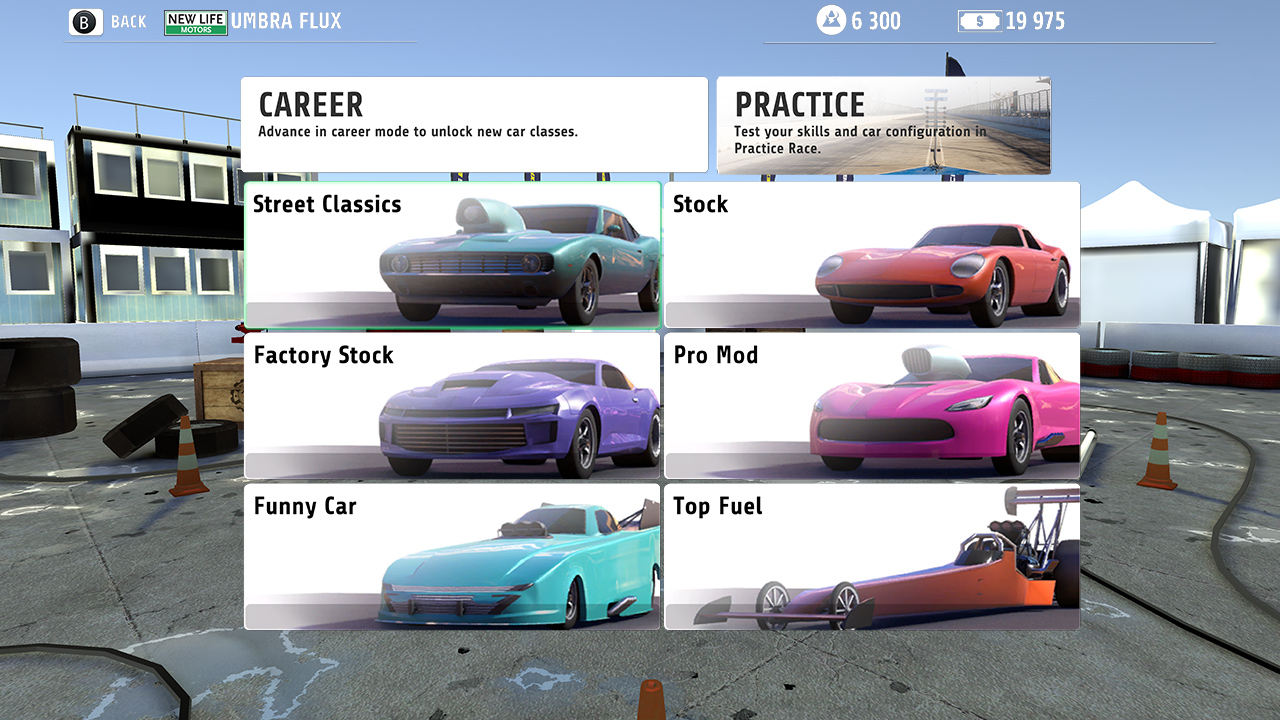 B BACK NEW LIFE MOTORS UMBRA FLUX 6 300 $ 19 975
CAREER
Advance in career mode to unlock new car classes.
PRACTICE
Test your skills and car configuration in
Practice Race.
Street Classics
Stock
Factory Stock
Pro Mod
Funny Car
Top Fuel